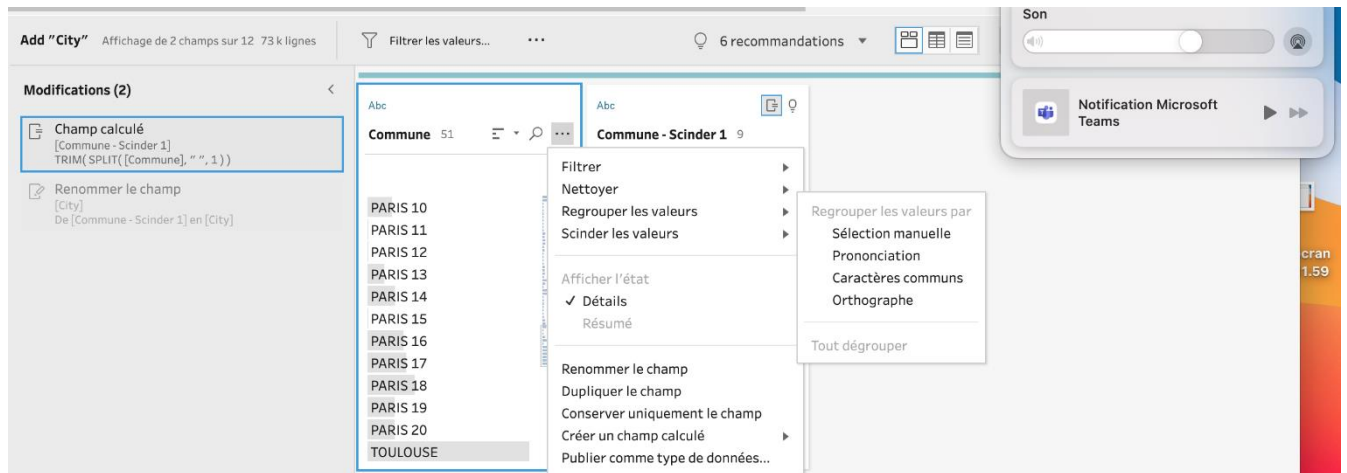 Son
Add "City" Affichage de 2 champs sur 12 73 k lignes
Filtrer les valeurs... ...
6 recommandations
Notification Microsoft
Teams
Modifications (2)
Champ calculé
[Commune - Scinder 1]
TRIM( SPLIT( [Commune], " ", 1 ) )
Renommer le champ
[City]
De [Commune - Scinder 1] en [City]
Abc
Commune 51
Abc
Commune - Scinder 1 9
PARIS 10
PARIS 11
PARIS 12
PARIS 13
PARIS 14
PARIS 15
PARIS 16
PARIS 17
PARIS 18
PARIS 19
PARIS 20
TOULOUSE
Filtrer
Nettoyer
Regrouper les valeurs
Scinder les valeurs
Afficher l'état
✓ Détails
Résumé
Renommer le champ
Dupliquer le champ
Conserver uniquement le champ
Créer un champ calculé
Publier comme type de données...
Regrouper les valeurs par
Sélection manuelle
Prononciation
Caractères communs
Orthographe
Tout dégrouper
cran
1.59